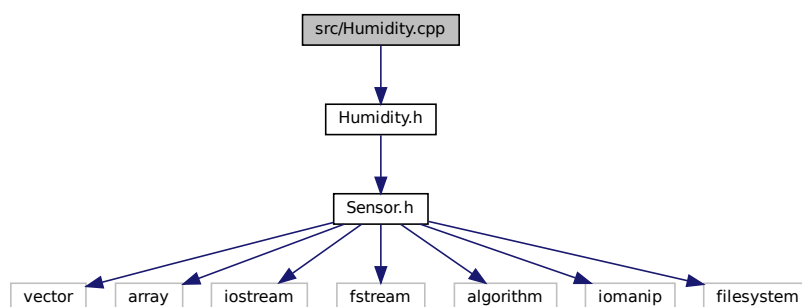 src/Humidity.cpp
Humidity.h
Sensor.h
vector array iostream fstream algorithm iomanip filesystem